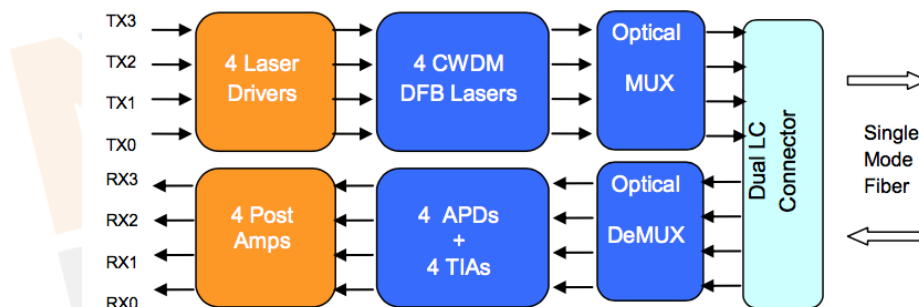 TX3
TX2
TX1
TX0
4 Laser
Drivers
4 CWDM
DFB Lasers
Optical
MUX
Dual LC
Connector
Single
Mode
Fiber
RX3
RX2
RX1
RX0
4 Post
Amps
4 APDs
+
4 TIAs
Optical
DeMUX